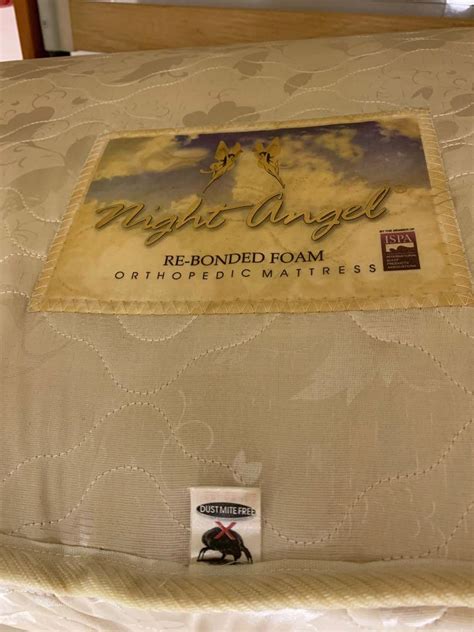 Night Angel®
ISPA
RE-BONDED FOAM
ORTHOPEDIC MATTRESS
DUST MITE FREE